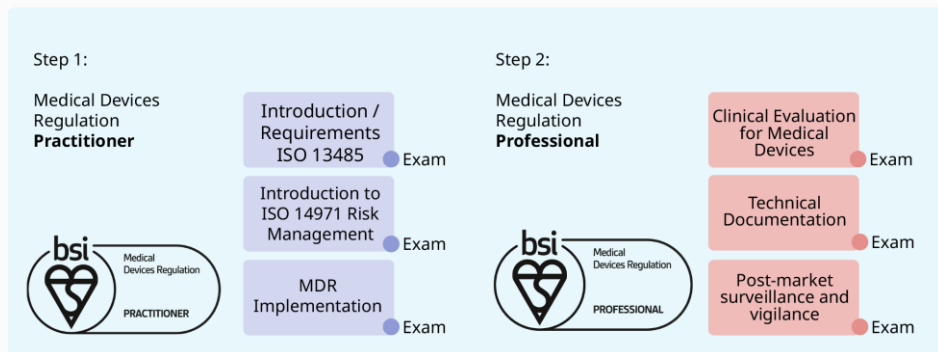 Step 1:
Medical Devices
Regulation
Practitioner
Introduction /
Requirements
ISO 13485
Exam
Introduction to
ISO 14971 Risk
Management
Exam
MDR
Implementation
Exam
bsi
Medical
Devices Regulation
PRACTITIONER
Step 2:
Medical Devices
Regulation
Professional
Clinical Evaluation
for Medical
Devices
Exam
Technical
Documentation
Exam
Post-market
surveillance and
vigilance
Exam
bsi
Medical
Devices Regulation
PROFESSIONAL